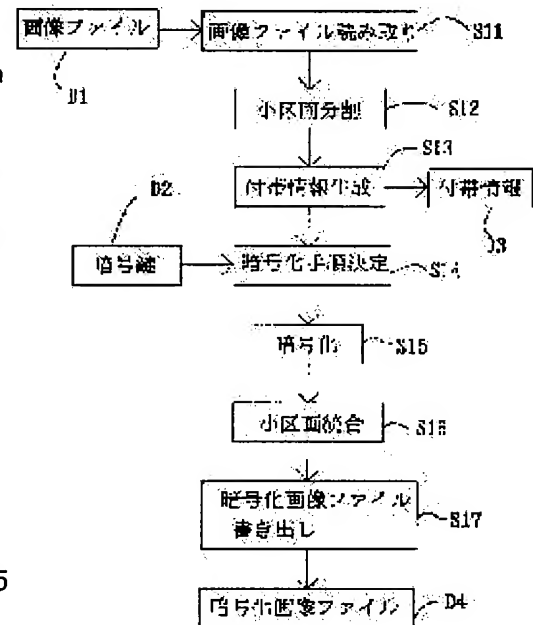 画像ファイル
画像ファイル読み取り
S11
D1
小区画分割
S12
S13
付帯情報生成
付帯情報
D2
D3
暗号鍵
暗号化手順決定
S14
暗号化
S15
小区画統合
S16
暗号化画像ファイル
書き出し
S17
5
暗号化画像ファイル
D4